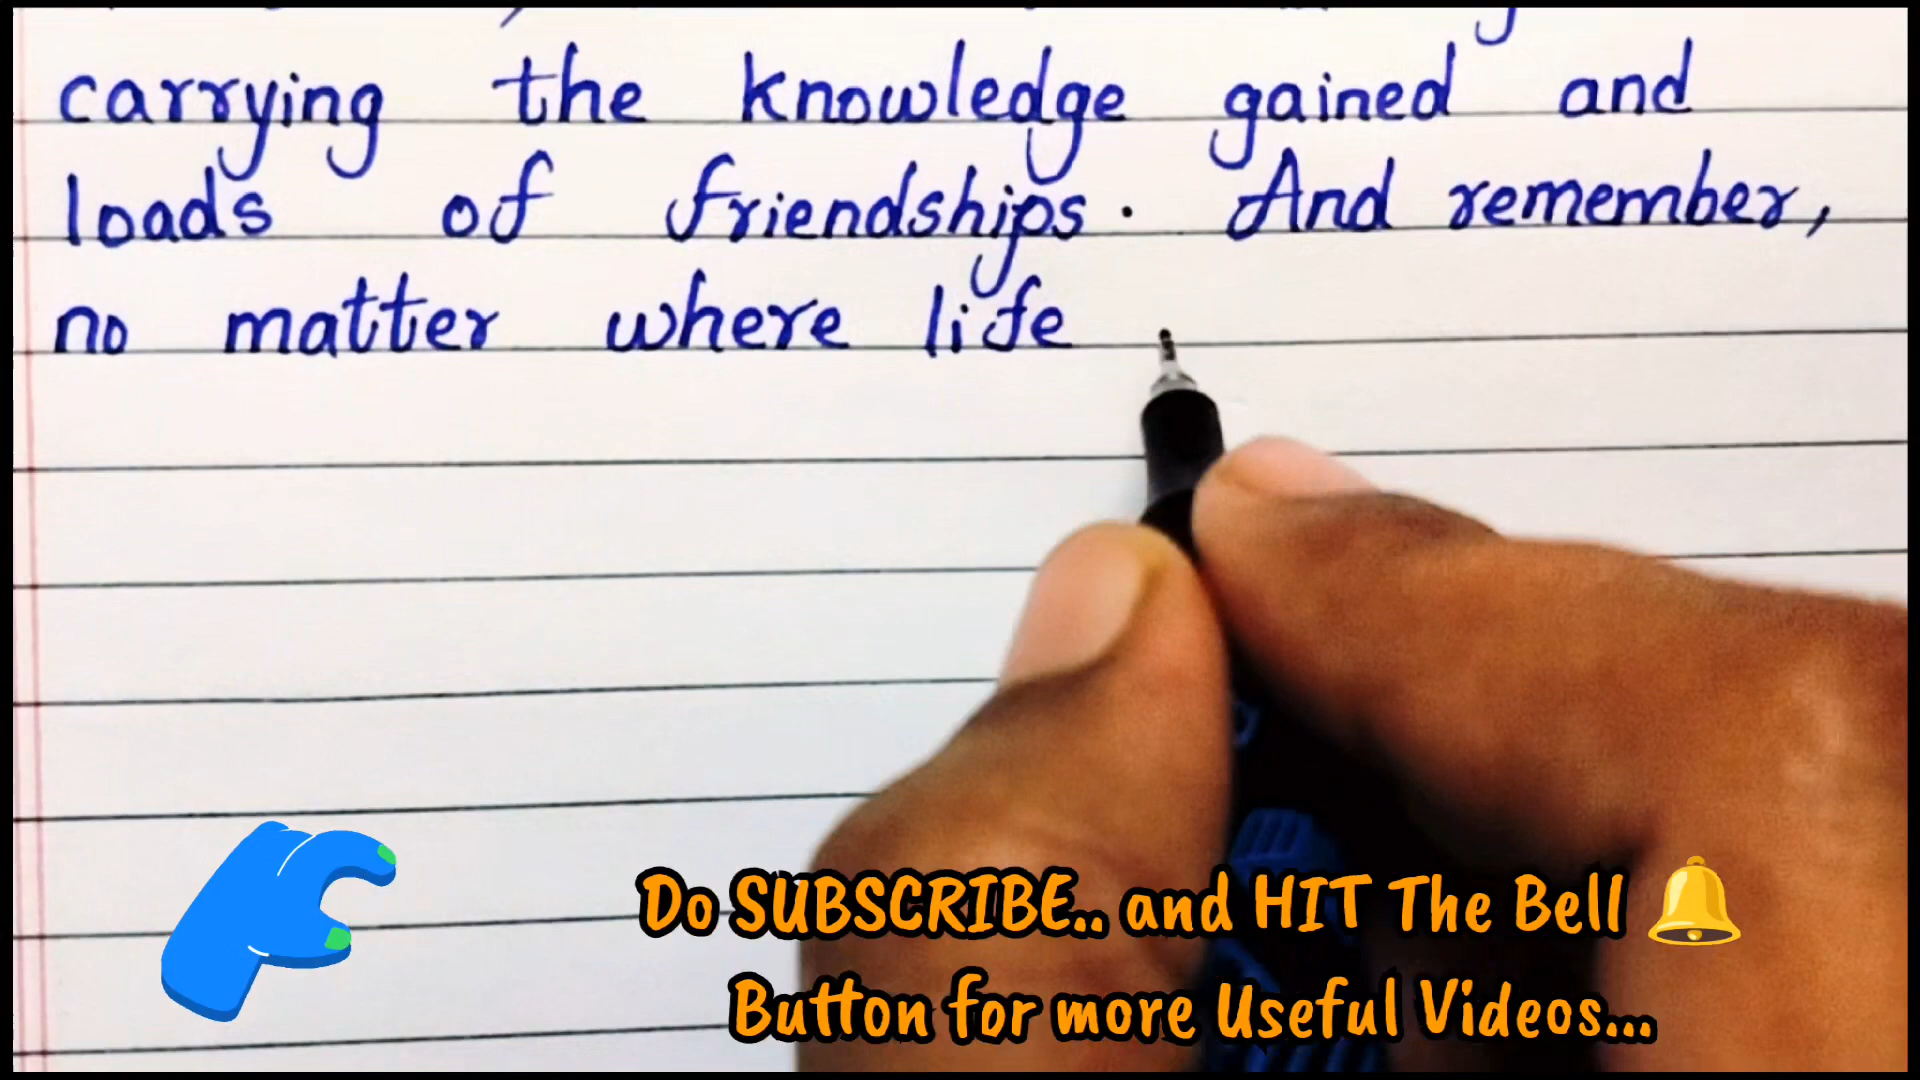 carrying the knowledge gained and
loads of friendships. And remember,
no matter where life
Do SUBSCRIBE.. and HIT The Bell
Button for more Useful Videos...